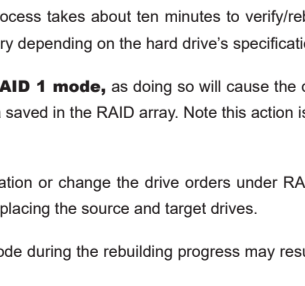 ocess takes about ten minutes to verify/re
ry depending on the hard drive's specificati
AID 1 mode, as doing so will cause the
saved in the RAID array. Note this action is
ation or change the drive orders under RA
placing the source and target drives.
ode during the rebuilding progress may resu